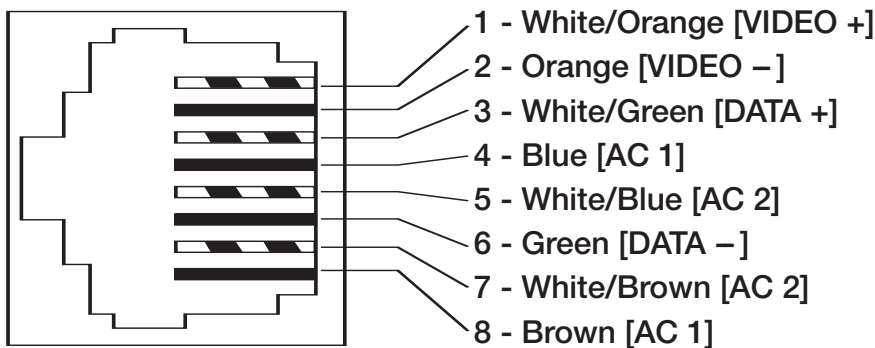 1 - White/Orange [VIDEO +]
2 - Orange [VIDEO –]
3 - White/Green [DATA +]
4 - Blue [AC 1]
5 - White/Blue [AC 2]
6 - Green [DATA –]
7 - White/Brown [AC 2]
8 - Brown [AC 1]